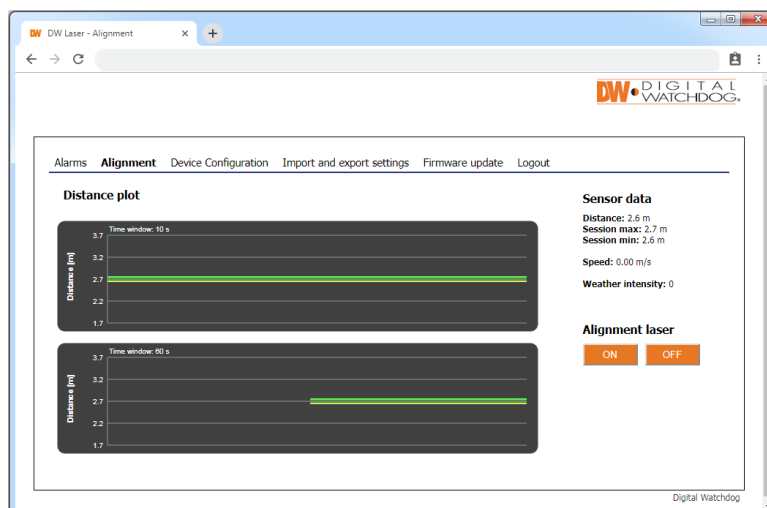 DW DW Laser - Alignment
DW DIGITAL
WATCHDOG®
Alarms Alignment Device Configuration Import and export settings Firmware update Logout
Distance plot
Time window: 10 s
Distance [m]
3.7
3.2
2.7
2.2
1.7
Time window: 60 s
Distance [m]
3.7
3.2
2.7
2.2
1.7
Sensor data
Distance: 2.6 m
Session max: 2.7 m
Session min: 2.6 m
Speed: 0.00 m/s
Weather intensity: 0
Alignment laser
ON OFF
Digital Watchdog